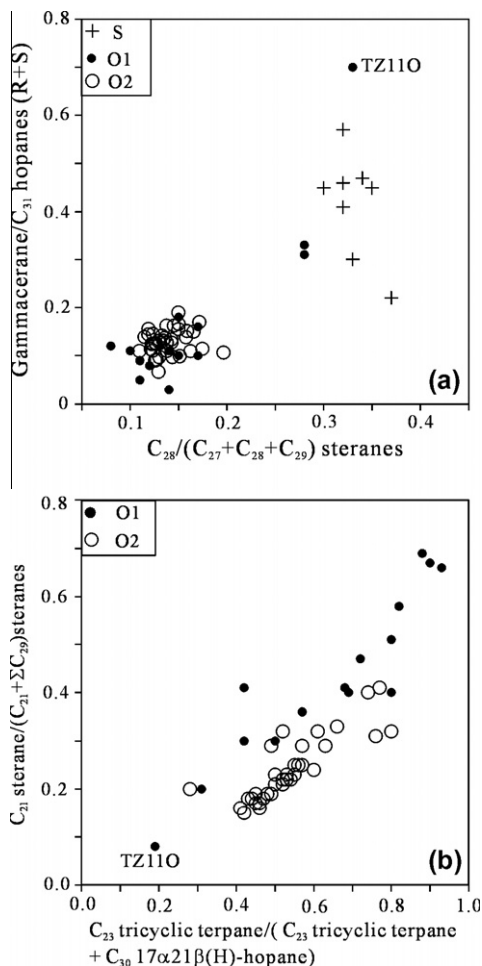 0.8
+ S
● O1
○ O2
TZ11O
0.6
0.4
0.2
0
Gammacerane/C₃₁ hopanes (R+S)
(a)
0.1 0.2 0.3 0.4
C₂₈/(C₂₇+C₂₈+C₂₉) steranes
0.8
● O1
○ O2
0.6
0.4
0.2
0.0
C₂₁ sterane/(C₂₁+ΣC₂₉)steranes
TZ11O
(b)
0.0 0.2 0.4 0.6 0.8 1.0
C₂₃ tricyclic terpane/( C₂₃ tricyclic terpane
+ C₃₀ 17α21β(H)-hopane)